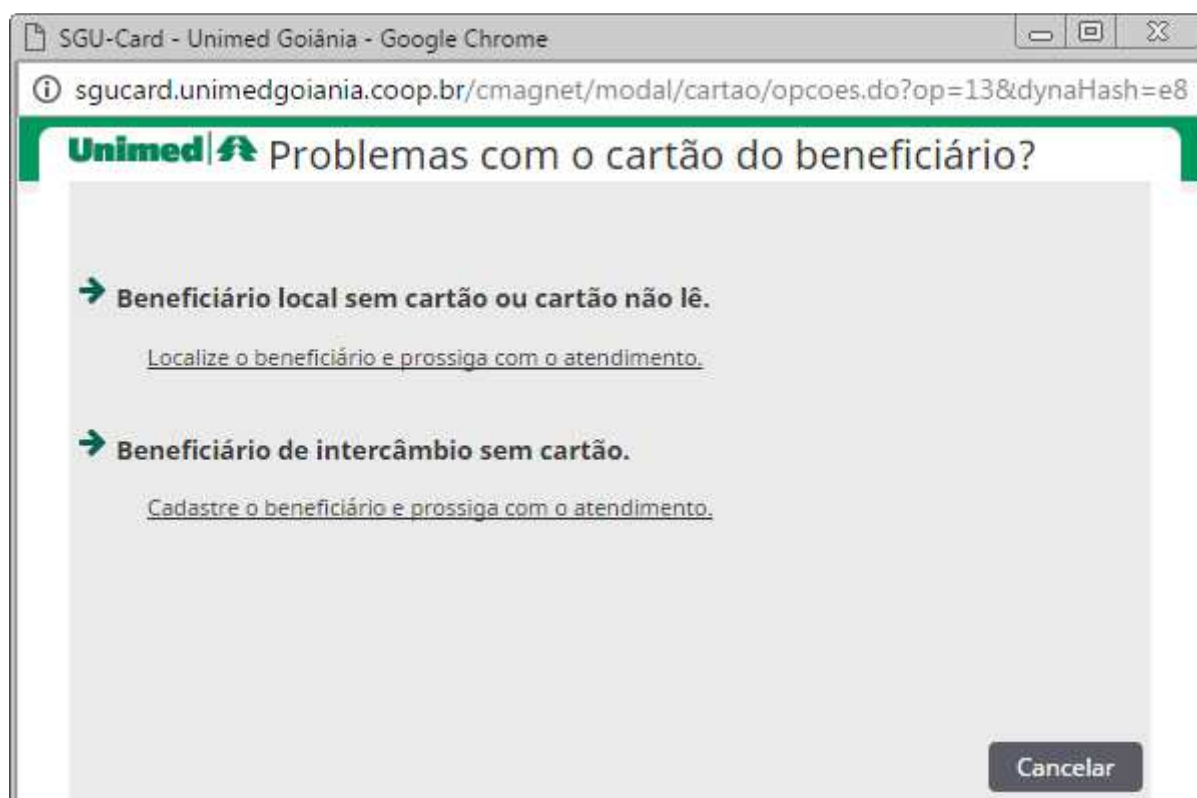 SGU-Card - Unimed Goiânia - Google Chrome
sgucard.unimedgoiania.coop.br/cmagnet/modal/cartao/opcoes.do?op=13&dynaHash=e8
Unimed Problemas com o cartão do beneficiário?
Beneficiário local sem cartão ou cartão não lê.
Localize o beneficiário e prossiga com o atendimento.
Beneficiário de intercâmbio sem cartão.
Cadastre o beneficiário e prossiga com o atendimento.
Cancelar